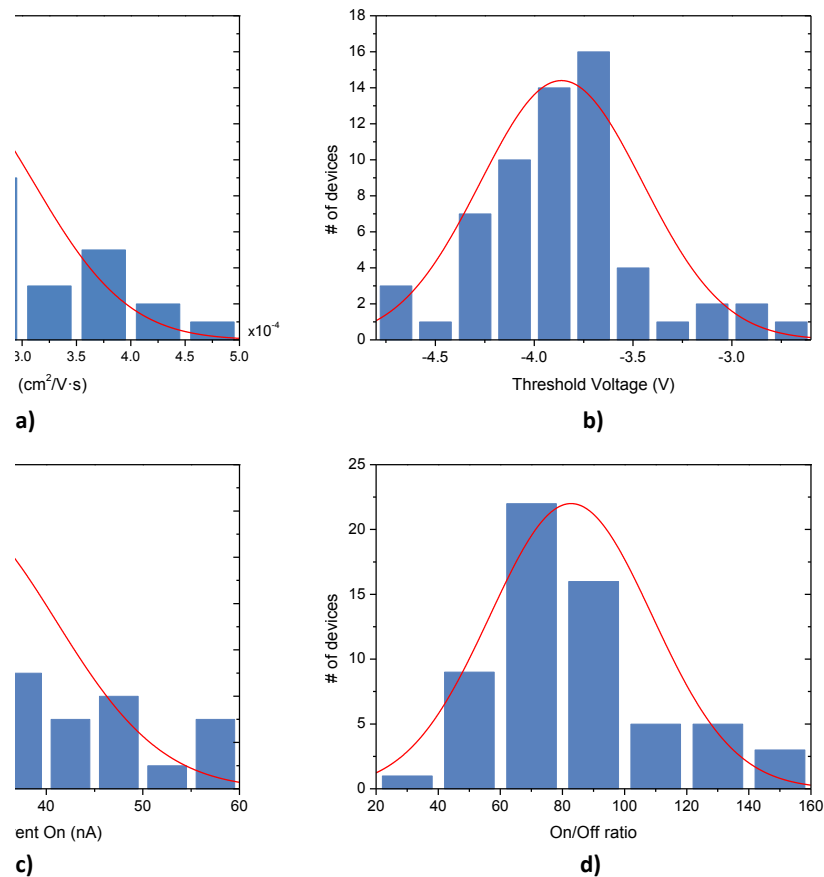 18
16
14
12
10
8
6
4
2
0
# of devices
3.0 3.5 4.0 4.5 5.0
x10⁻⁴
-4.5 -4.0 -3.5 -3.0
(cm²/V·s)
Threshold Voltage (V)
a)
b)
25
20
15
10
5
0
# of devices
40 50 60
20 40 60 80 100 120 140 160
ent On (nA)
On/Off ratio
c)
d)